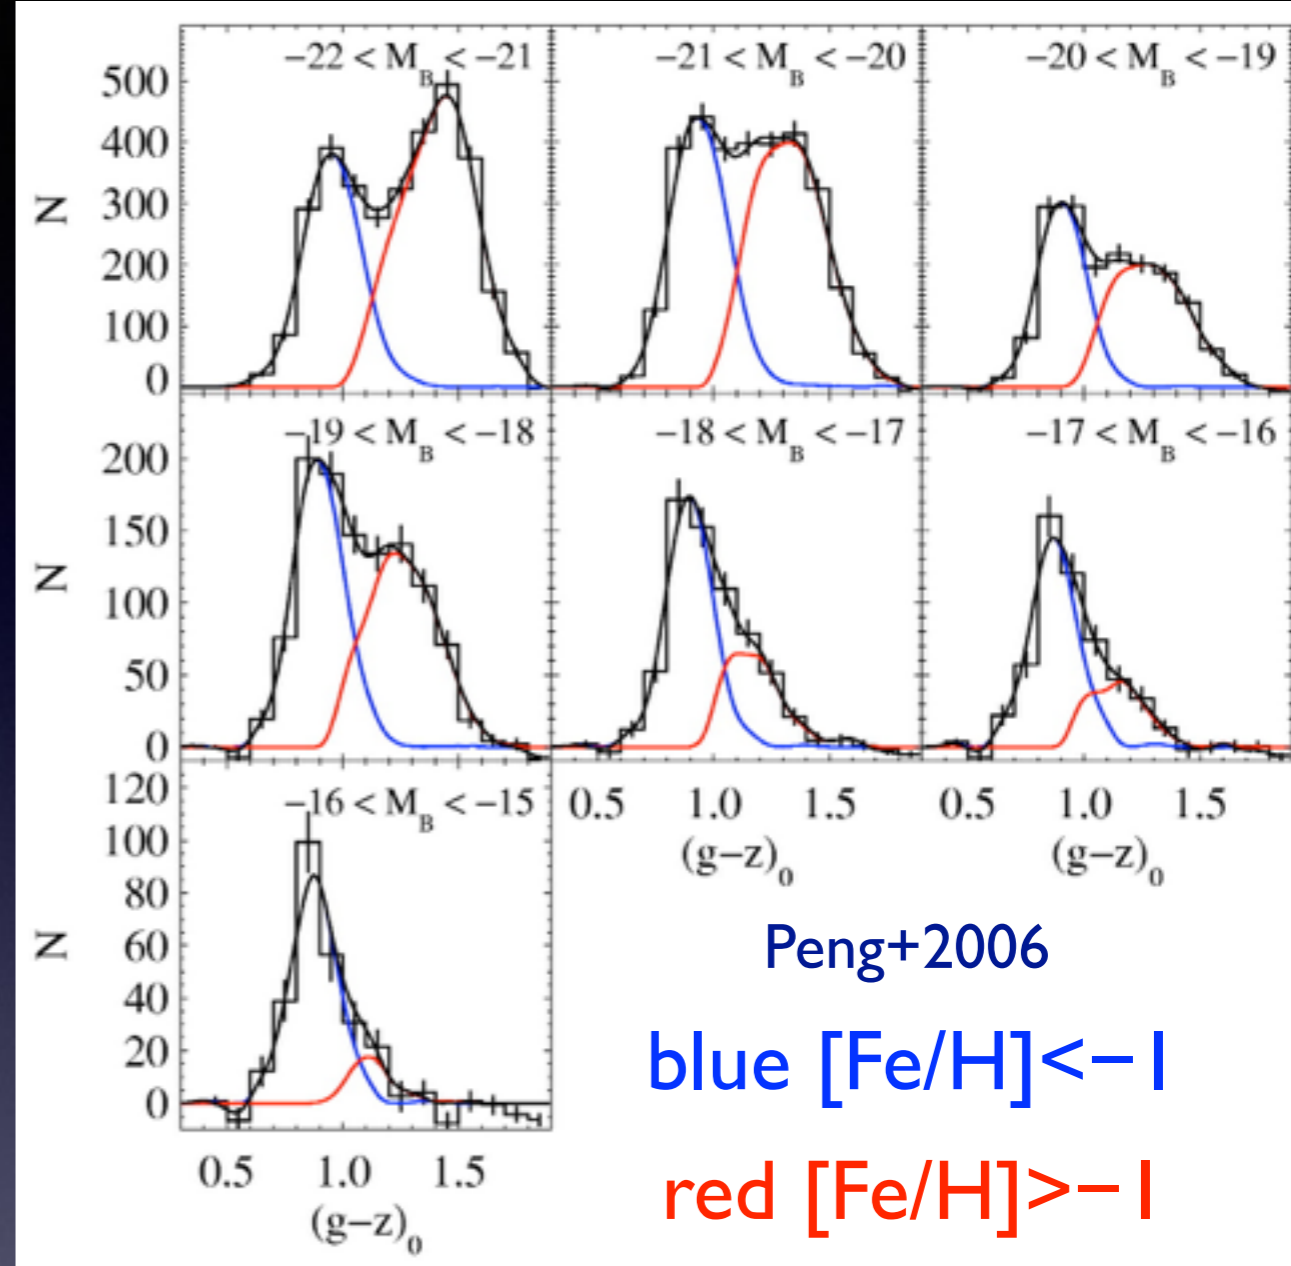 −22 < M_B < −21
−21 < M_B < −20
−20 < M_B < −19
500
400
300
200
100
0
N
−19 < M_B < −18
−18 < M_B < −17
−17 < M_B < −16
200
150
100
50
0
N
−16 < M_B < −15
0.5 1.0 1.5
(g−z)₀
0.5 1.0 1.5
(g−z)₀
120
100
80
60
40
20
0
N
0.5 1.0 1.5
(g−z)₀
Peng+2006
blue [Fe/H]<−1
red [Fe/H]>−1